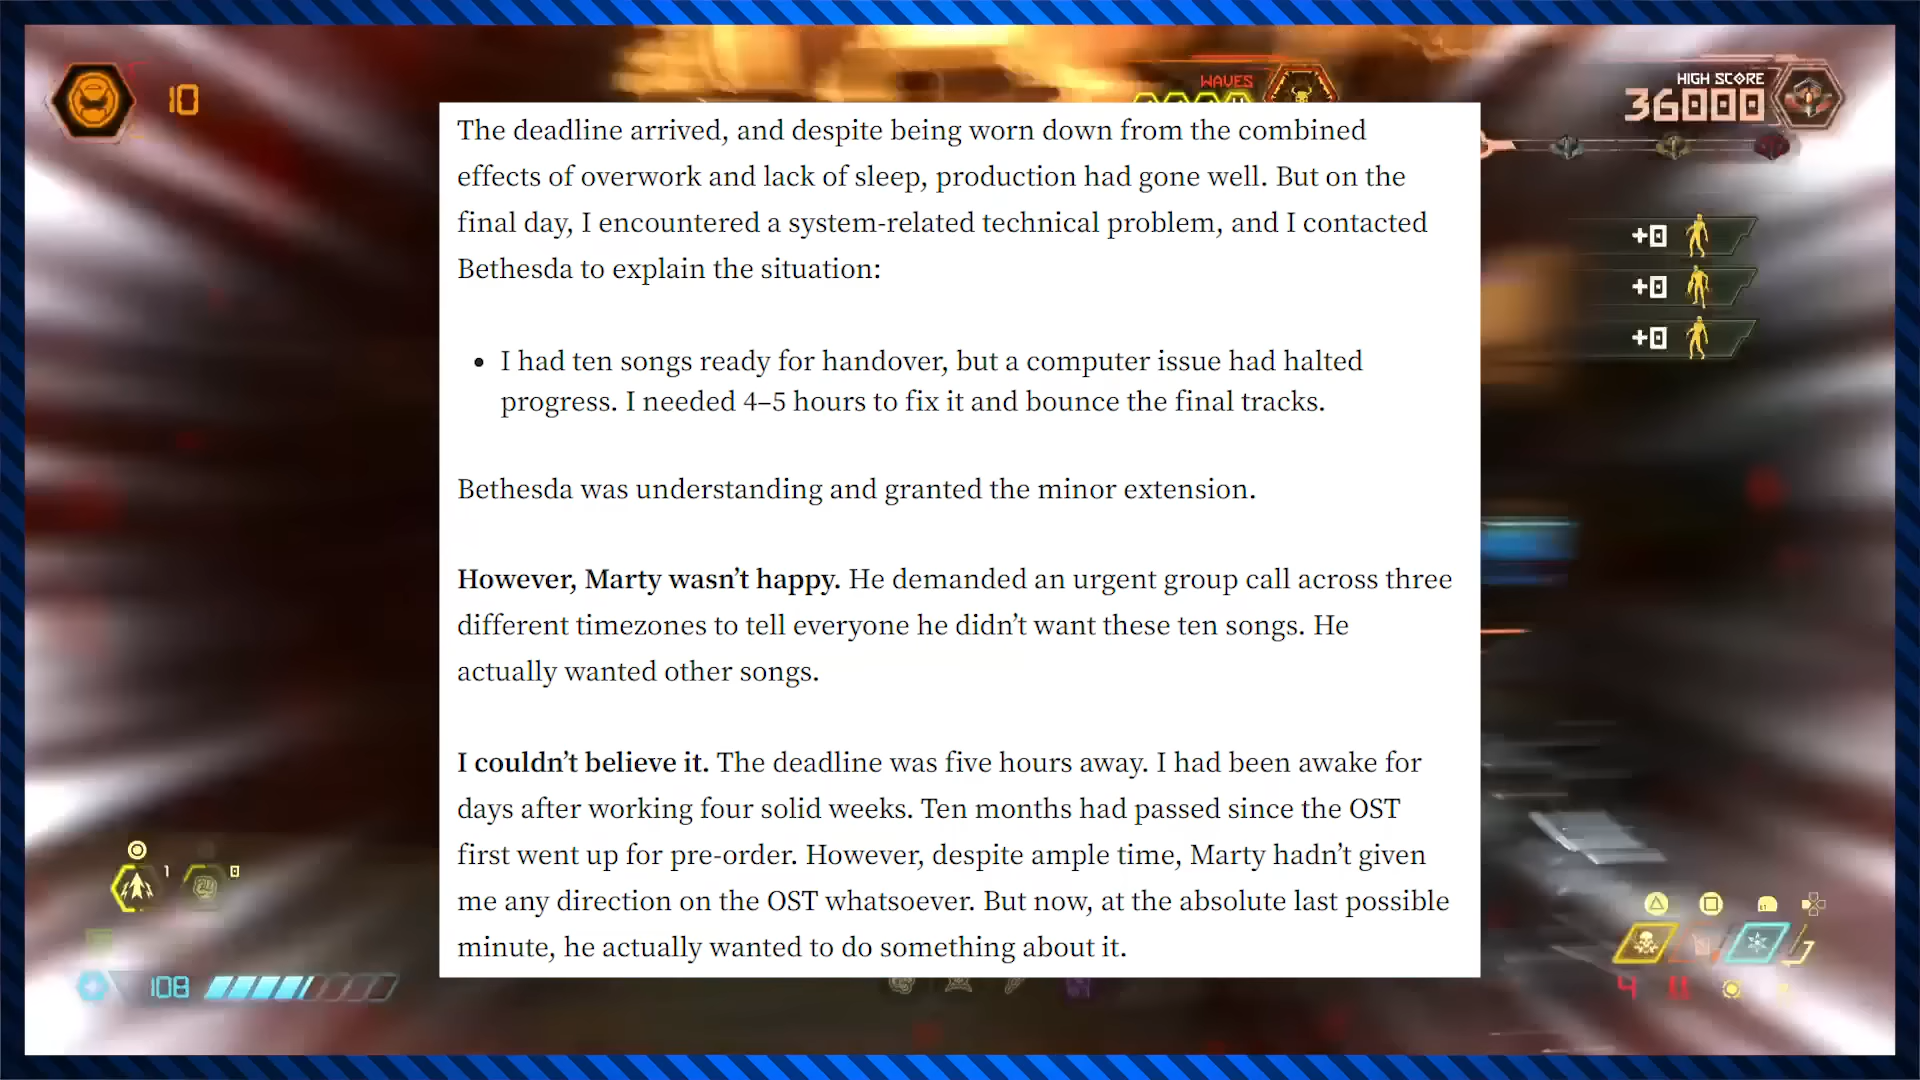 10
WAVES
HIGH SCORE
36000
The deadline arrived, and despite being worn down from the combined
effects of overwork and lack of sleep, production had gone well. But on the
final day, I encountered a system-related technical problem, and I contacted
Bethesda to explain the situation:
• I had ten songs ready for handover, but a computer issue had halted
progress. I needed 4–5 hours to fix it and bounce the final tracks.
Bethesda was understanding and granted the minor extension.
However, Marty wasn’t happy. He demanded an urgent group call across three
different timezones to tell everyone he didn’t want these ten songs. He
actually wanted other songs.
I couldn’t believe it. The deadline was five hours away. I had been awake for
days after working four solid weeks. Ten months had passed since the OST
first went up for pre-order. However, despite ample time, Marty hadn’t given
me any direction on the OST whatsoever. But now, at the absolute last possible
minute, he actually wanted to do something about it.
+0
+0
+0
1
0
108
4